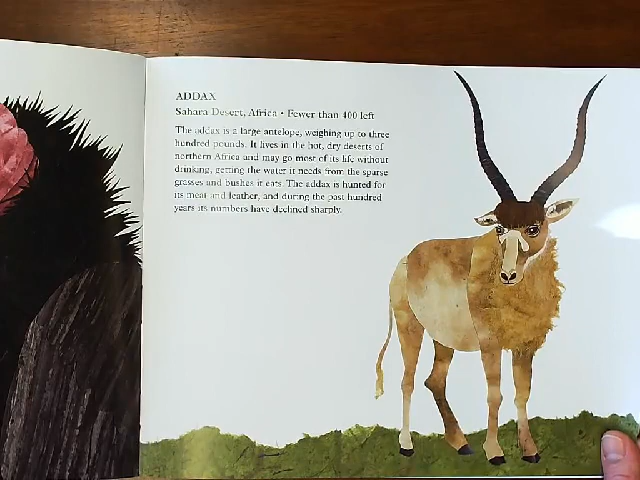 ADDAX
Sahara Desert, Africa • Fewer than 400 left
The addax is a large antelope, weighing up to three
hundred pounds. It lives in the hot, dry deserts of
northern Africa and may go most of its life without
drinking, getting the water it needs from the sparse
grasses and bushes it eats. The addax is hunted for
its meat and leather, and during the past hundred
years its numbers have declined sharply.